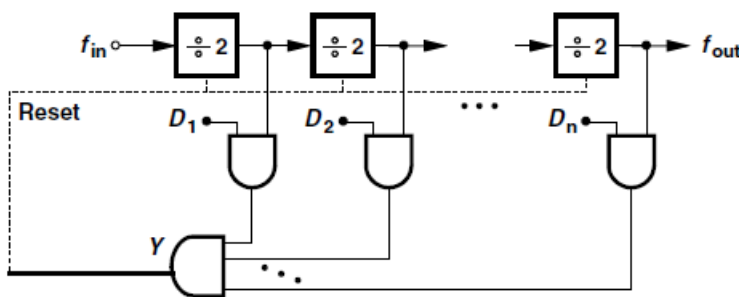 f_in ÷ 2 ÷ 2 ÷ 2 f_out
Reset
D_1 D_2 ... D_n
Y